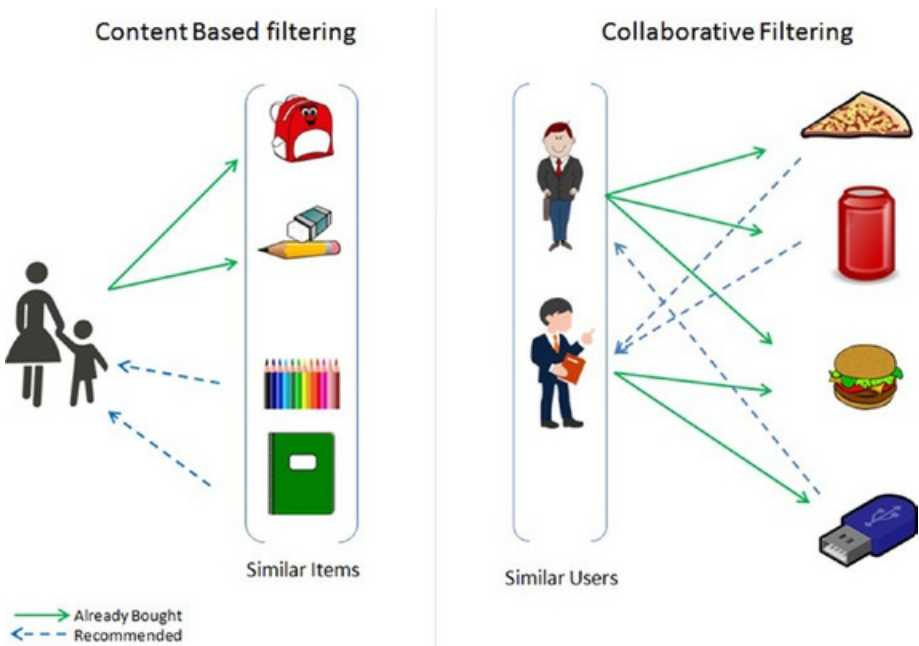 Content Based filtering
Collaborative Filtering
Similar Items
Similar Users
Already Bought
Recommended